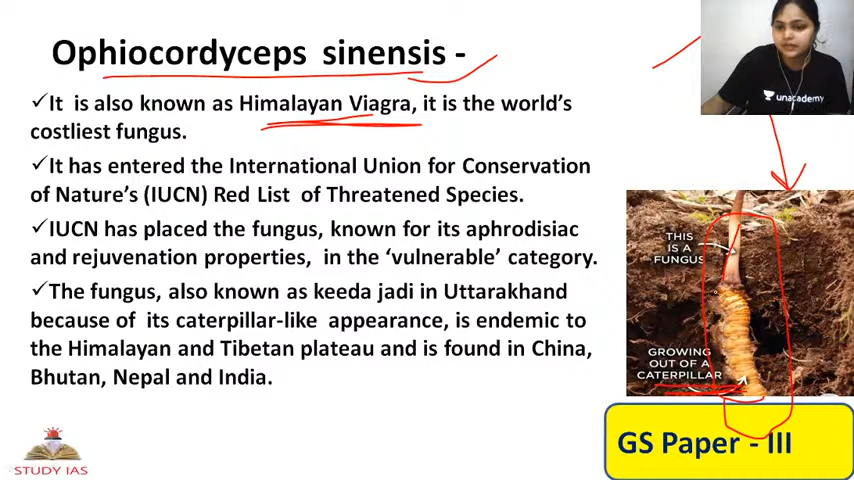 Ophiocordyceps sinensis -
✓It is also known as Himalayan Viagra, it is the world's
costliest fungus.
✓It has entered the International Union for Conservation
of Nature's (IUCN) Red List of Threatened Species.
✓IUCN has placed the fungus, known for its aphrodisiac
and rejuvenation properties, in the 'vulnerable' category.
✓The fungus, also known as keeda jadi in Uttarakhand
because of its caterpillar-like appearance, is endemic to
the Himalayan and Tibetan plateau and is found in China,
Bhutan, Nepal and India.
unacademy
THIS
IS A
FUNGUS
GROWING
OUT OF A
CATERPILLAR
GS Paper - III
STUDY IAS